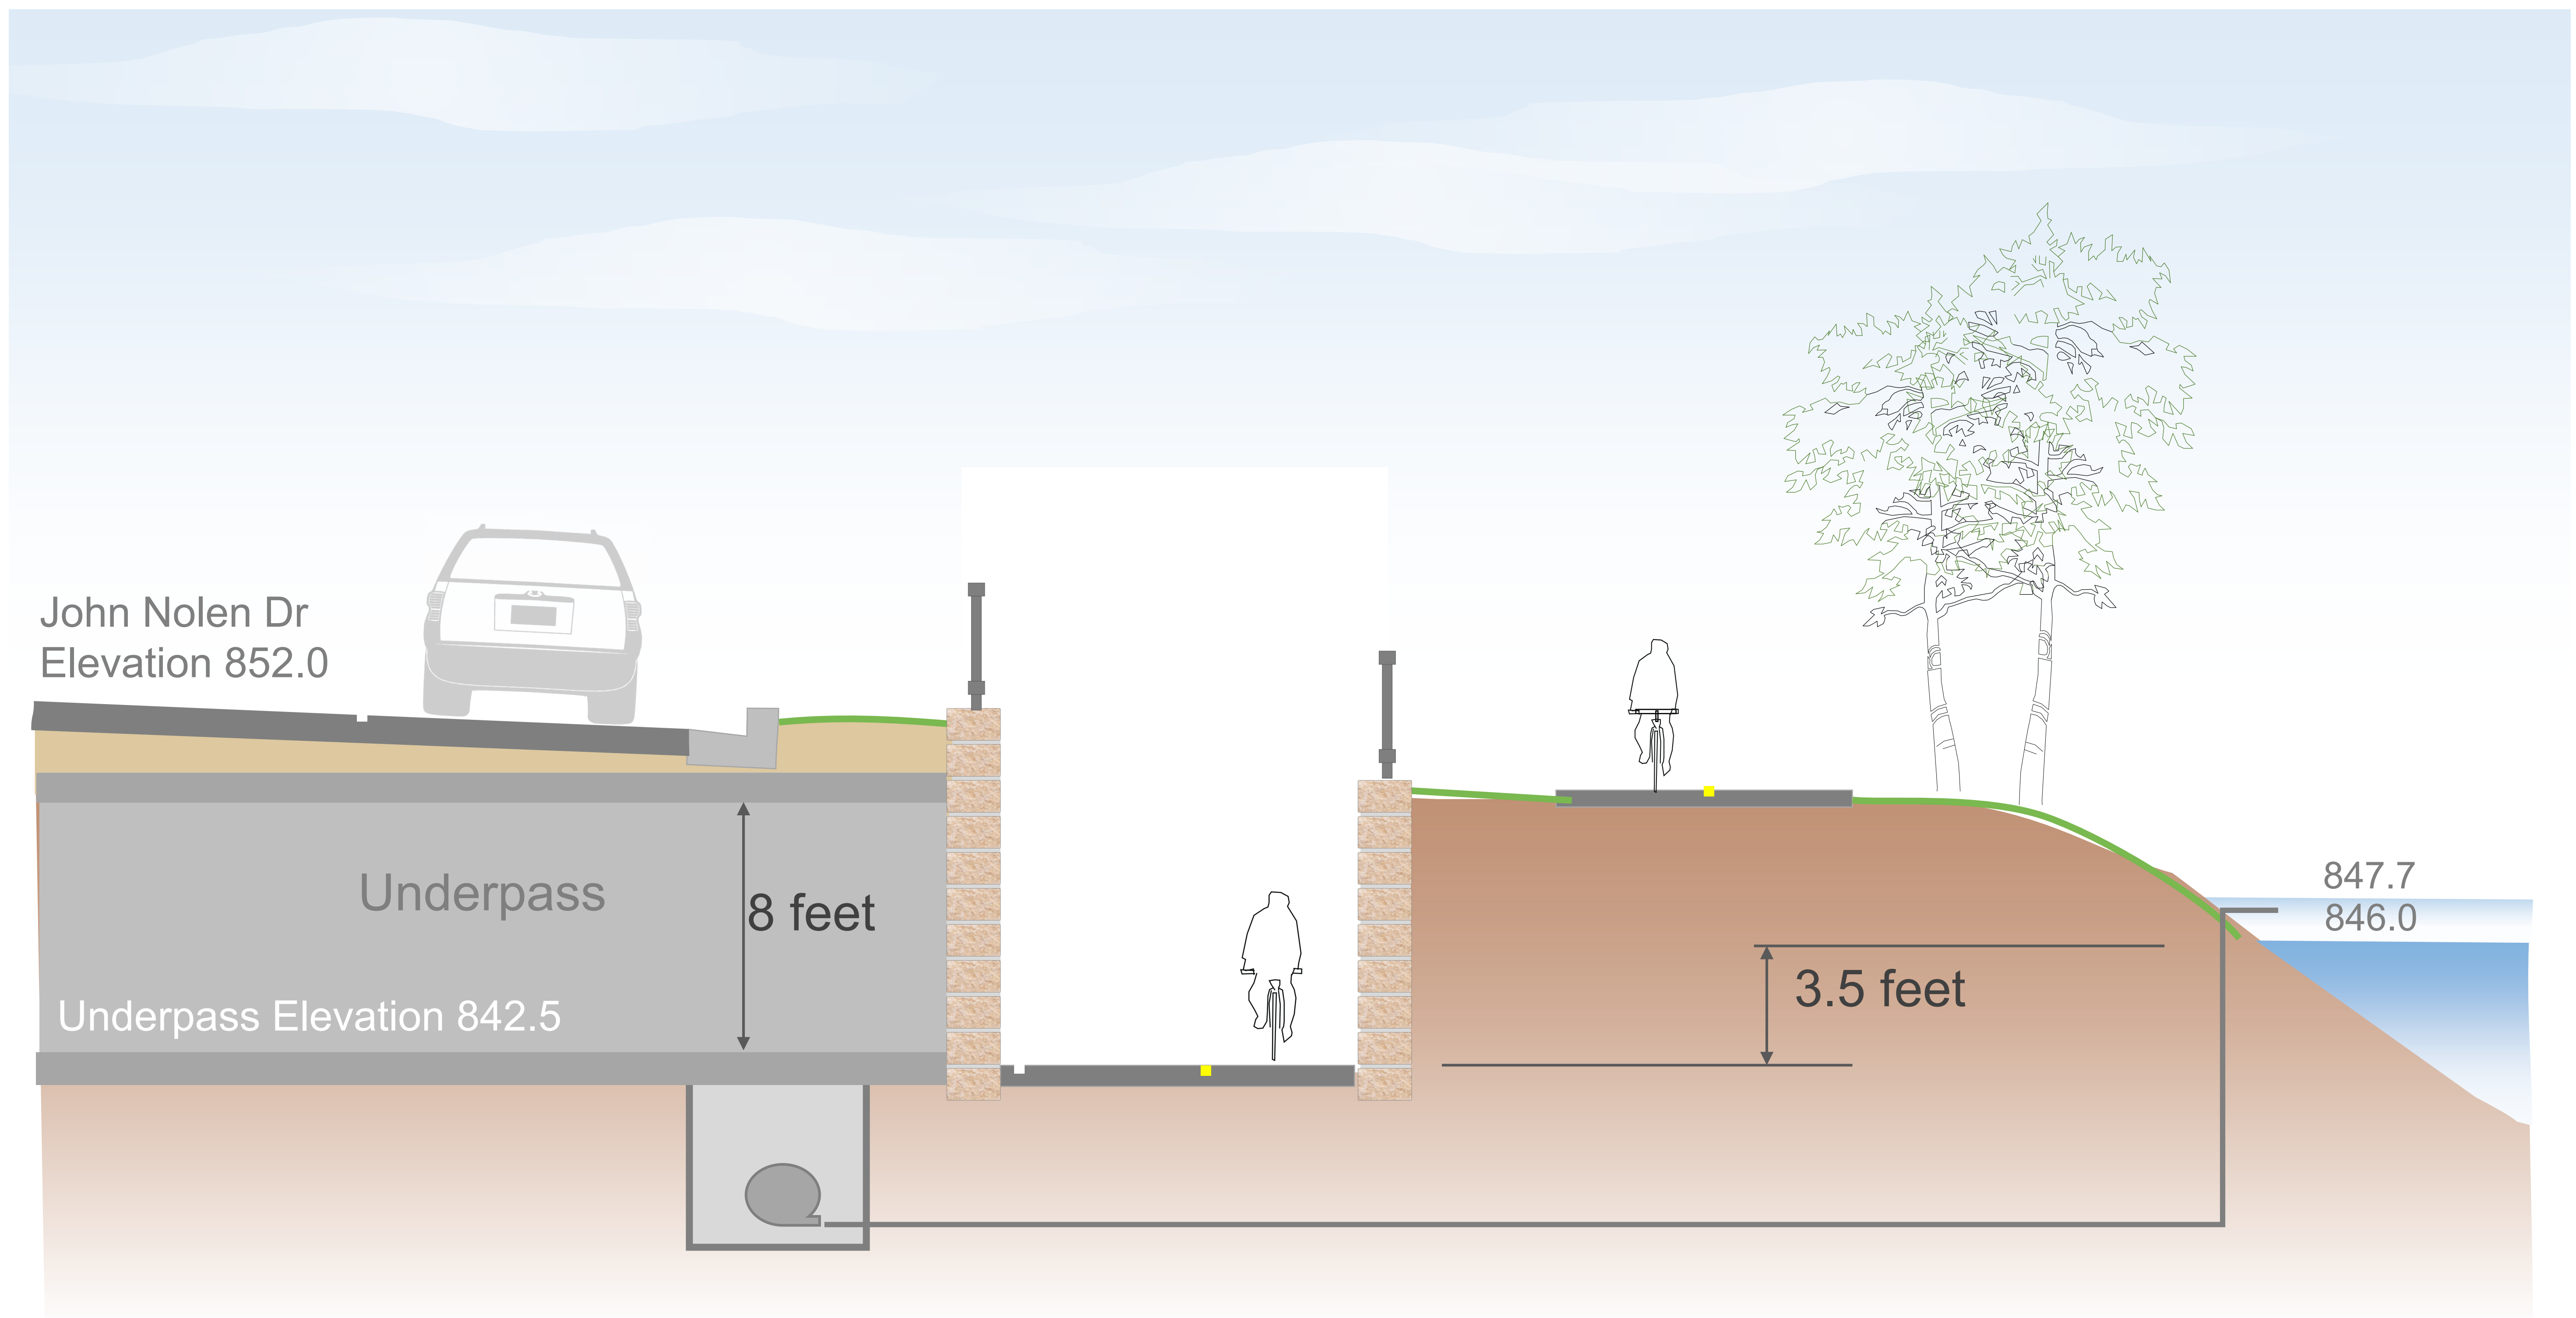 John Nolen Dr
Elevation 852.0
Underpass
8 feet
Underpass Elevation 842.5
847.7
846.0
3.5 feet